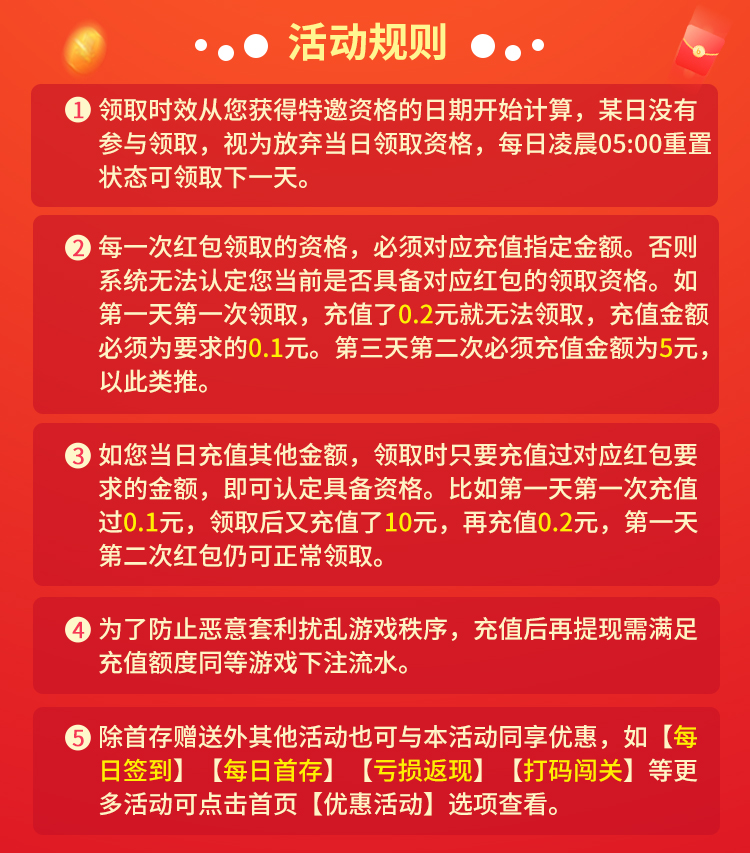 活动规则
❶ 领取时效从您获得特邀资格的日期开始计算，某日没有
参与领取，视为放弃当日领取资格，每日凌晨05:00重置
状态可领取下一天。
❷ 每一次红包领取的资格，必须对应充值指定金额。否则
系统无法认定您当前是否具备对应红包的领取资格。如
第一天第一次领取，充值了0.2元就无法领取，充值金额
必须为要求的0.1元。第三天第二次必须充值金额为5元，
以此类推。
❸ 如您当日充值其他金额，领取时只要充值过对应红包要
求的金额，即可认定具备资格。比如第一天第一次充值
过0.1元，领取后又充值了10元，再充值0.2元，第一天
第二次红包仍可正常领取。
❹ 为了防止恶意套利扰乱游戏秩序，充值后再提现需满足
充值额度同等游戏下注流水。
❺ 除首存赠送外其他活动也可与本活动同享优惠，如【每
日签到】【每日首存】【亏损返现】【打码闯关】等更
多活动可点击首页【优惠活动】选项查看。